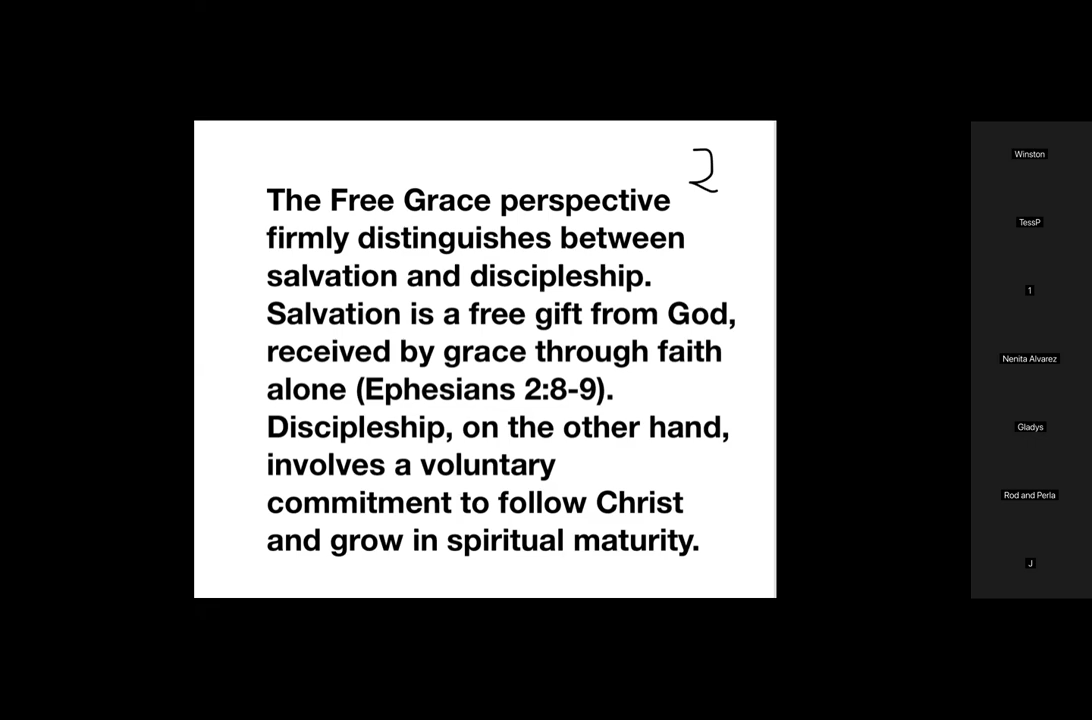 2
The Free Grace perspective
firmly distinguishes between
salvation and discipleship.
Salvation is a free gift from God,
received by grace through faith
alone (Ephesians 2:8-9).
Discipleship, on the other hand,
involves a voluntary
commitment to follow Christ
and grow in spiritual maturity.
Winston
TessP
1
Nenita Alvarez
Gladys
Rod and Perla
J